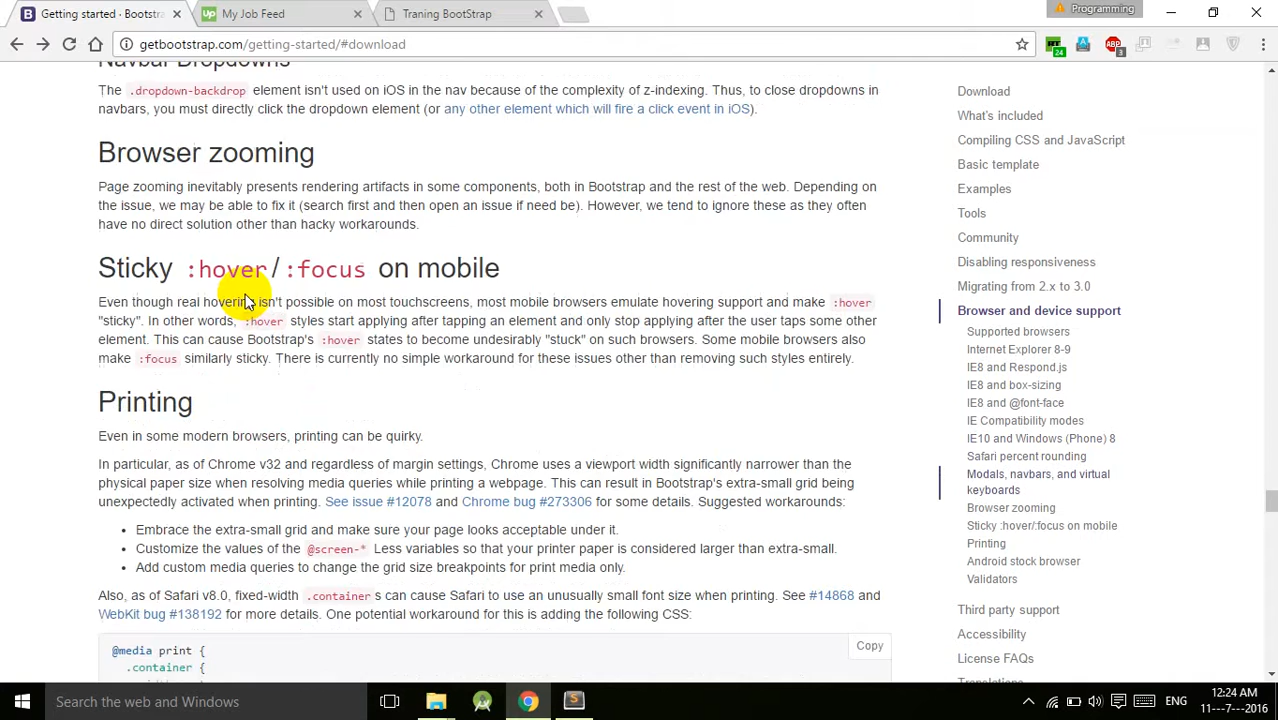 Getting started · Bootstra
My Job Feed
Traning BootStrap
Programming
getbootstrap.com/getting-started/#download
24
3
Navbar Dropdowns
The .dropdown-backdrop element isn't used on iOS in the nav because of the complexity of z-indexing. Thus, to close dropdowns in
navbars, you must directly click the dropdown element (or any other element which will fire a click event in iOS).
Browser zooming
Page zooming inevitably presents rendering artifacts in some components, both in Bootstrap and the rest of the web. Depending on
the issue, we may be able to fix it (search first and then open an issue if need be). However, we tend to ignore these as they often
have no direct solution other than hacky workarounds.
Sticky :hover/:focus on mobile
Even though real hovering isn't possible on most touchscreens, most mobile browsers emulate hovering support and make :hover
"sticky". In other words, :hover styles start applying after tapping an element and only stop applying after the user taps some other
element. This can cause Bootstrap's :hover states to become undesirably "stuck" on such browsers. Some mobile browsers also
make :focus similarly sticky. There is currently no simple workaround for these issues other than removing such styles entirely.
Printing
Even in some modern browsers, printing can be quirky.
In particular, as of Chrome v32 and regardless of margin settings, Chrome uses a viewport width significantly narrower than the
physical paper size when resolving media queries while printing a webpage. This can result in Bootstrap's extra-small grid being
unexpectedly activated when printing. See issue #12078 and Chrome bug #273306 for some details. Suggested workarounds:
• Embrace the extra-small grid and make sure your page looks acceptable under it.
• Customize the values of the @screen-* Less variables so that your printer paper is considered larger than extra-small.
• Add custom media queries to change the grid size breakpoints for print media only.
Also, as of Safari v8.0, fixed-width .container s can cause Safari to use an unusually small font size when printing. See #14868 and
WebKit bug #138192 for more details. One potential workaround for this is adding the following CSS:
Copy
@media print {
.container {
Download
What's included
Compiling CSS and JavaScript
Basic template
Examples
Tools
Community
Disabling responsiveness
Migrating from 2.x to 3.0
Browser and device support
Supported browsers
Internet Explorer 8-9
IE8 and Respond.js
IE8 and box-sizing
IE8 and @font-face
IE Compatibility modes
IE10 and Windows (Phone) 8
Safari percent rounding
Modals, navbars, and virtual
keyboards
Browser zooming
Sticky :hover/:focus on mobile
Printing
Android stock browser
Validators
Third party support
Accessibility
License FAQs
Translations
Search the web and Windows
ENG
12:24 AM
11---7---2016